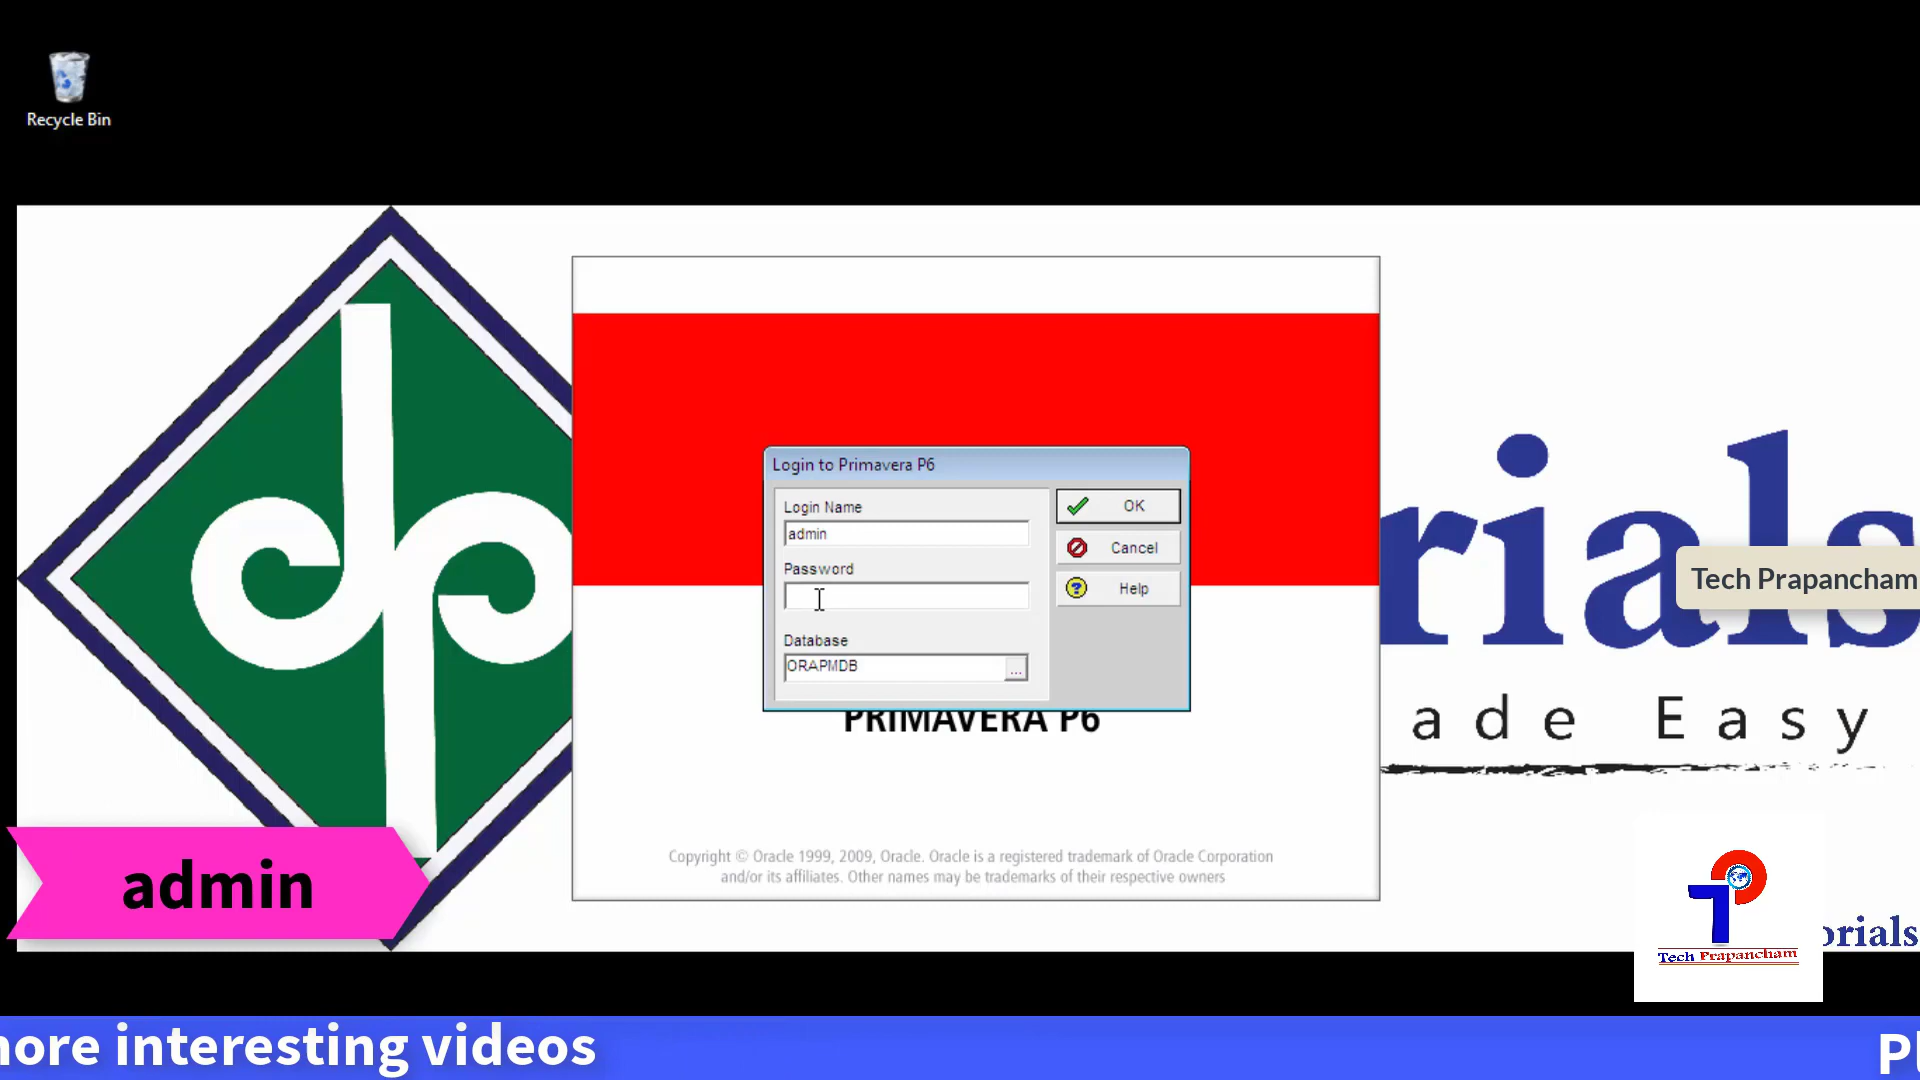 Recycle Bin
Login to Primavera P6
Login Name
admin
OK
Password
Cancel
Help
Database
ORAPMDB
...
PRIMAVERA P6
Copyright © Oracle 1999, 2009, Oracle. Oracle is a registered trademark of Oracle Corporation
and/or its affiliates. Other names may be trademarks of their respective owners
rials
Tech Prapancham
ade Easy
admin
Tech Prapancham
orials
more interesting videos